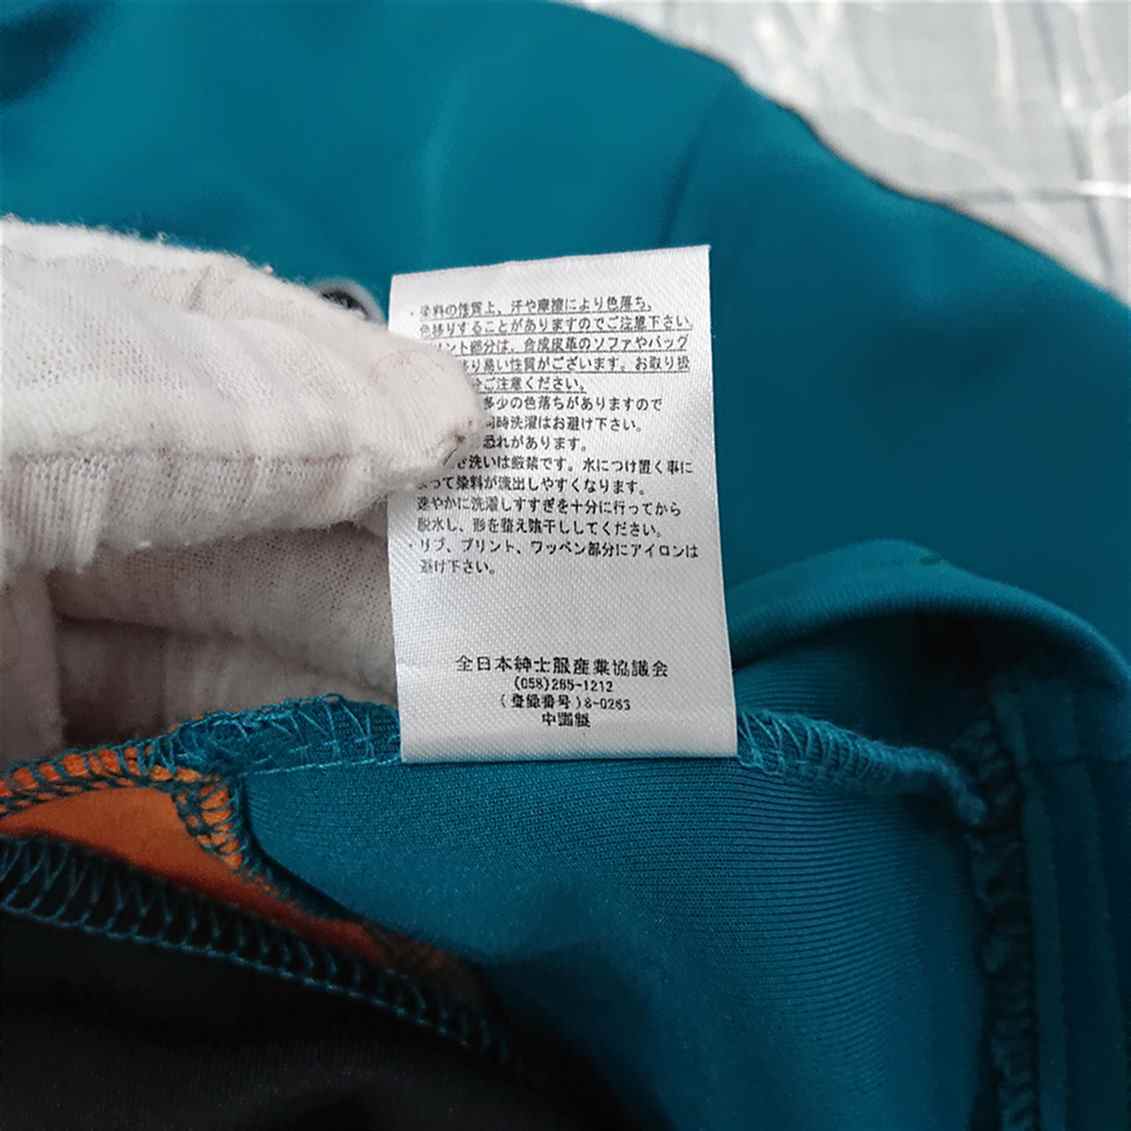 ・染料の性質上、汗や摩擦により色落ち、
色移りすることがありますのでご注意下さい。
リント部分は、合成皮革のソファやバッグ
り易い性質がございます。お取り扱
ご注意ください。
多少の色落ちがありますので
同時洗濯はお避け下さい。
恐れがあります。
き洗いは厳禁です。水につけ置く事に
よって染料が流出しやすくなります。
速やかに洗濯しすすぎを十分に行ってから
脱水し、形を整え陰干ししてください。
・リブ、プリント、ワッペン部分にアイロンは
避け下さい。
全日本紳士服産業協議会
(058)265-1212
(登録番号)8-0263
中国製